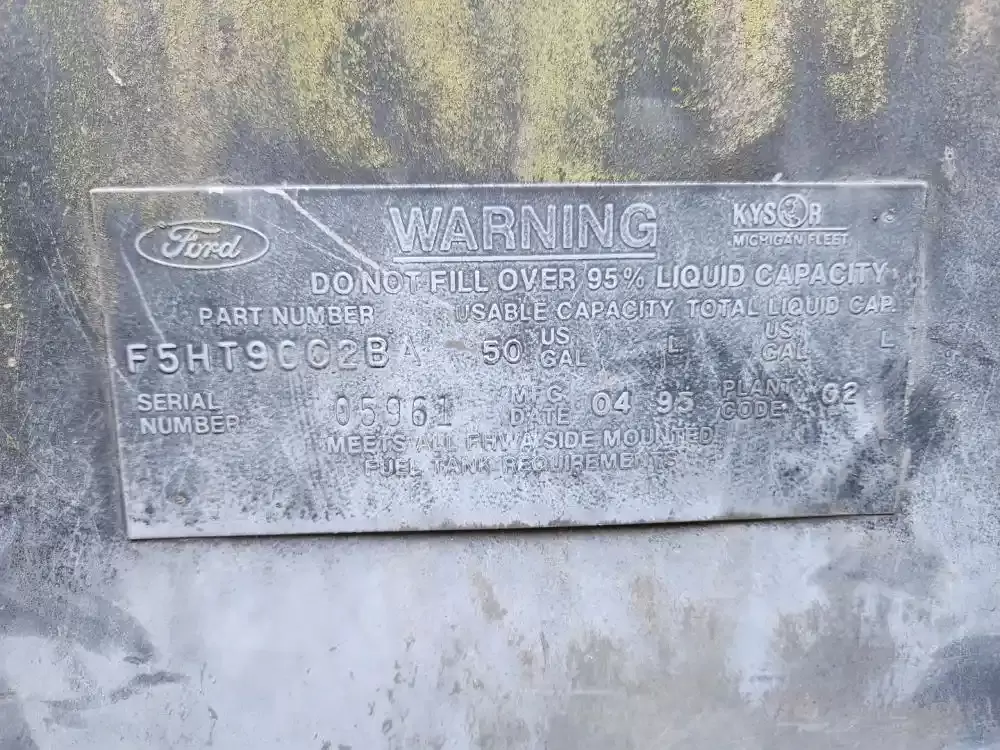 Ford WARNING KYSOR
MICHIGAN FLEET
DO NOT FILL OVER 95% LIQUID CAPACITY
PART NUMBER USABLE CAPACITY TOTAL LIQUID CAP.
F5HT9CC2BA 50 US GAL L US GAL L
SERIAL NUMBER 05961 MFG. DATE 04 95 PLANT CODE 62
MEETS ALL FHWA SIDE MOUNTED
FUEL TANK REQUIREMENTS